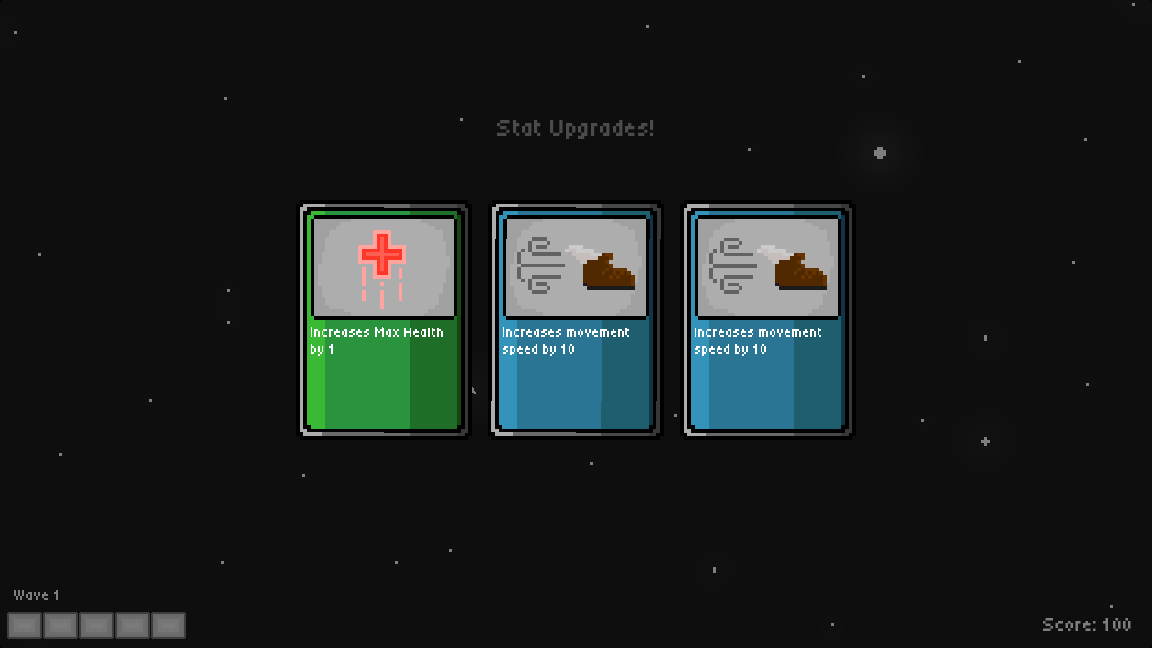 Stat Upgrades!
Increases Max Health
by 1
Increases movement
speed by 10
Increases movement
speed by 10
Wave 1
Score: 100